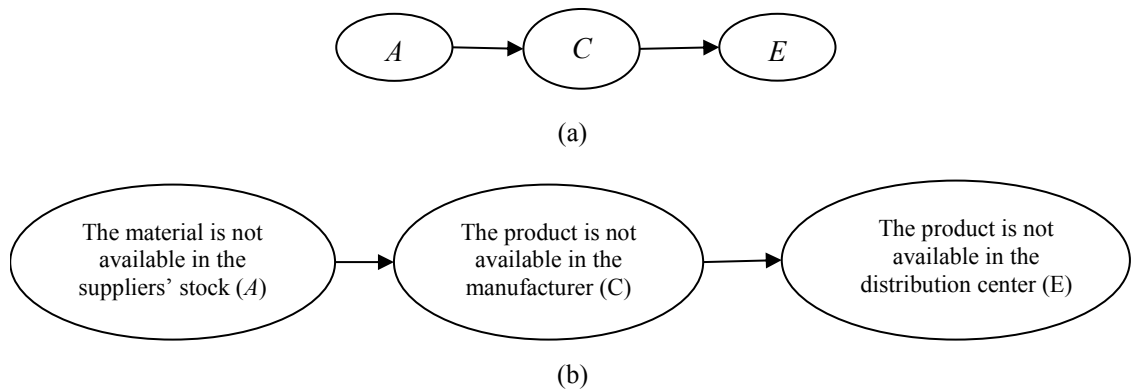 A
C
E
(a)
The material is not
available in the
suppliers’ stock (A)
The product is not
available in the
manufacturer (C)
The product is not
available in the
distribution center (E)
(b)